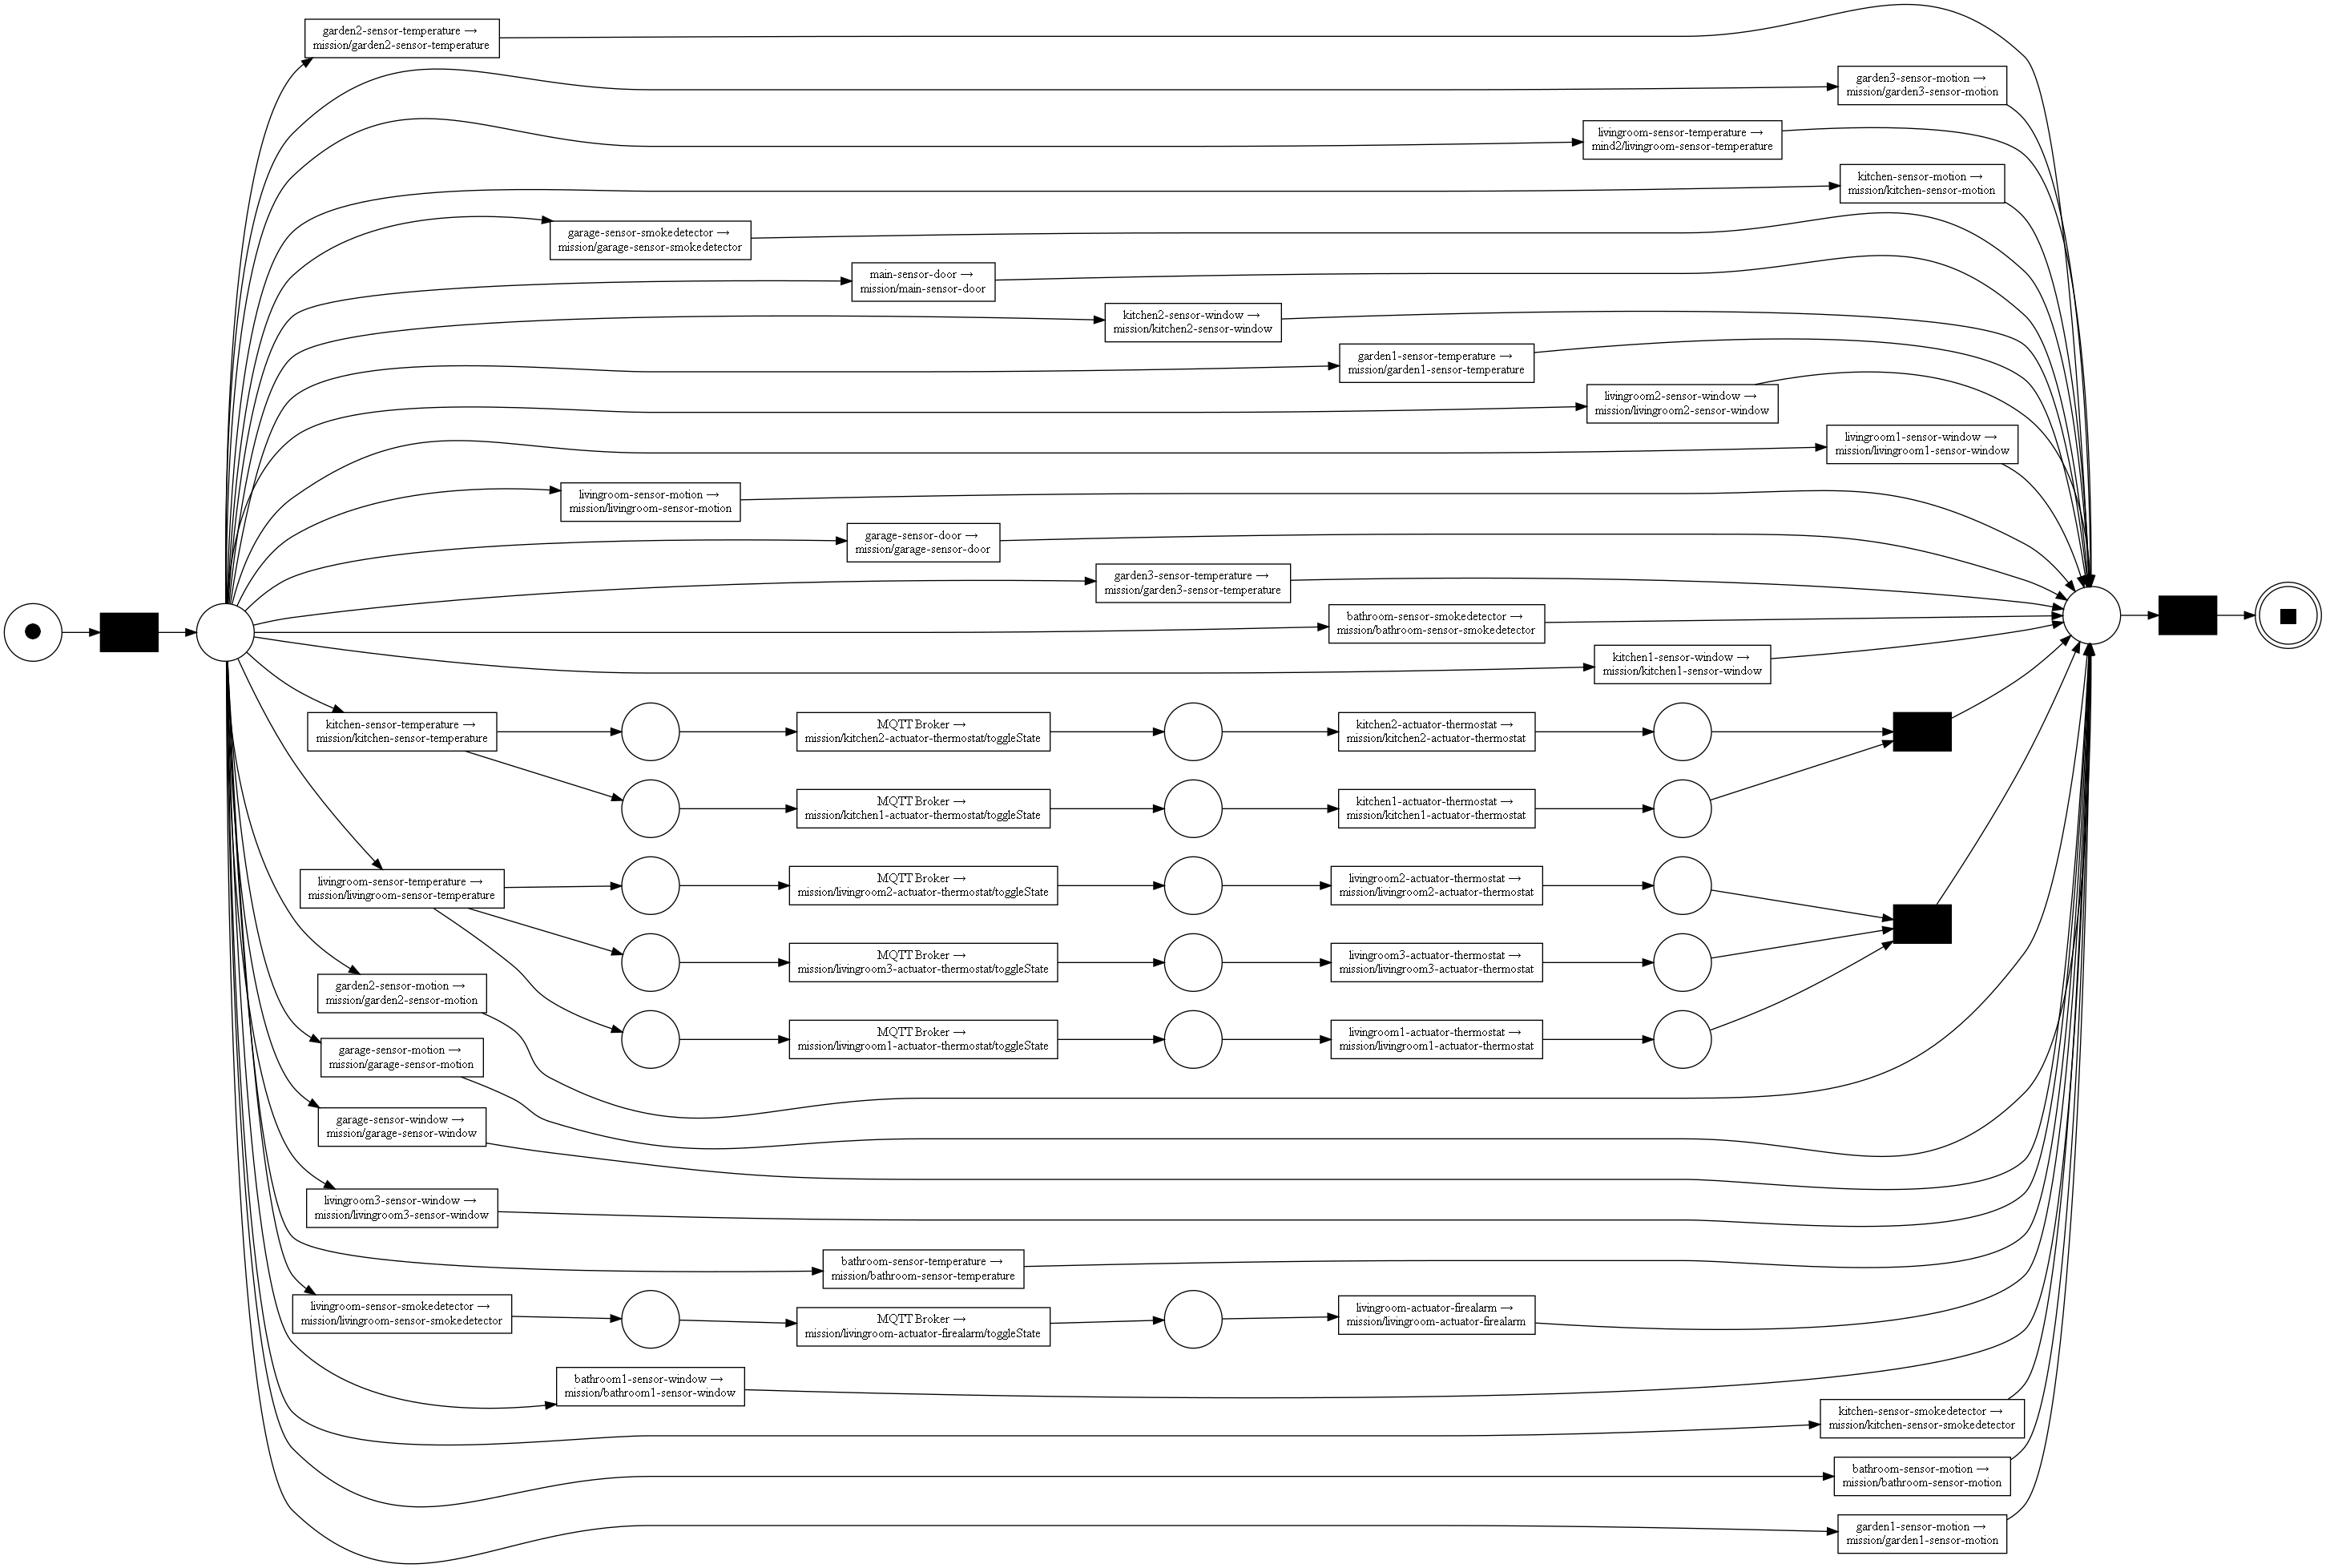 garden2-sensor-temperature →
mission/garden2-sensor-temperature
garden3-sensor-motion →
mission/garden3-sensor-motion
livingroom-sensor-temperature →
mind2/livingroom-sensor-temperature
kitchen-sensor-motion →
mission/kitchen-sensor-motion
garage-sensor-smokedetector →
mission/garage-sensor-smokedetector
main-sensor-door →
mission/main-sensor-door
kitchen2-sensor-window →
mission/kitchen2-sensor-window
garden1-sensor-temperature →
mission/garden1-sensor-temperature
livingroom2-sensor-window →
mission/livingroom2-sensor-window
livingroom1-sensor-window →
mission/livingroom1-sensor-window
livingroom-sensor-motion →
mission/livingroom-sensor-motion
garage-sensor-door →
mission/garage-sensor-door
garden3-sensor-temperature →
mission/garden3-sensor-temperature
bathroom-sensor-smokedetector →
mission/bathroom-sensor-smokedetector
kitchen1-sensor-window →
mission/kitchen1-sensor-window
kitchen-sensor-temperature →
mission/kitchen-sensor-temperature
MQTT Broker →
mission/kitchen2-actuator-thermostat/toggleState
kitchen2-actuator-thermostat →
mission/kitchen2-actuator-thermostat
MQTT Broker →
mission/kitchen1-actuator-thermostat/toggleState
kitchen1-actuator-thermostat →
mission/kitchen1-actuator-thermostat
livingroom-sensor-temperature →
mission/livingroom-sensor-temperature
MQTT Broker →
mission/livingroom2-actuator-thermostat/toggleState
livingroom2-actuator-thermostat →
mission/livingroom2-actuator-thermostat
MQTT Broker →
mission/livingroom3-actuator-thermostat/toggleState
livingroom3-actuator-thermostat →
mission/livingroom3-actuator-thermostat
garden2-sensor-motion →
mission/garden2-sensor-motion
MQTT Broker →
mission/livingroom1-actuator-thermostat/toggleState
livingroom1-actuator-thermostat →
mission/livingroom1-actuator-thermostat
garage-sensor-motion →
mission/garage-sensor-motion
garage-sensor-window →
mission/garage-sensor-window
livingroom3-sensor-window →
mission/livingroom3-sensor-window
bathroom-sensor-temperature →
mission/bathroom-sensor-temperature
livingroom-sensor-smokedetector →
mission/livingroom-sensor-smokedetector
MQTT Broker →
mission/livingroom-actuator-firealarm/toggleState
livingroom-actuator-firealarm →
mission/livingroom-actuator-firealarm
bathroom1-sensor-window →
mission/bathroom1-sensor-window
kitchen-sensor-smokedetector →
mission/kitchen-sensor-smokedetector
bathroom-sensor-motion →
mission/bathroom-sensor-motion
garden1-sensor-motion →
mission/garden1-sensor-motion